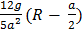 12g/5a² (R − a/2)